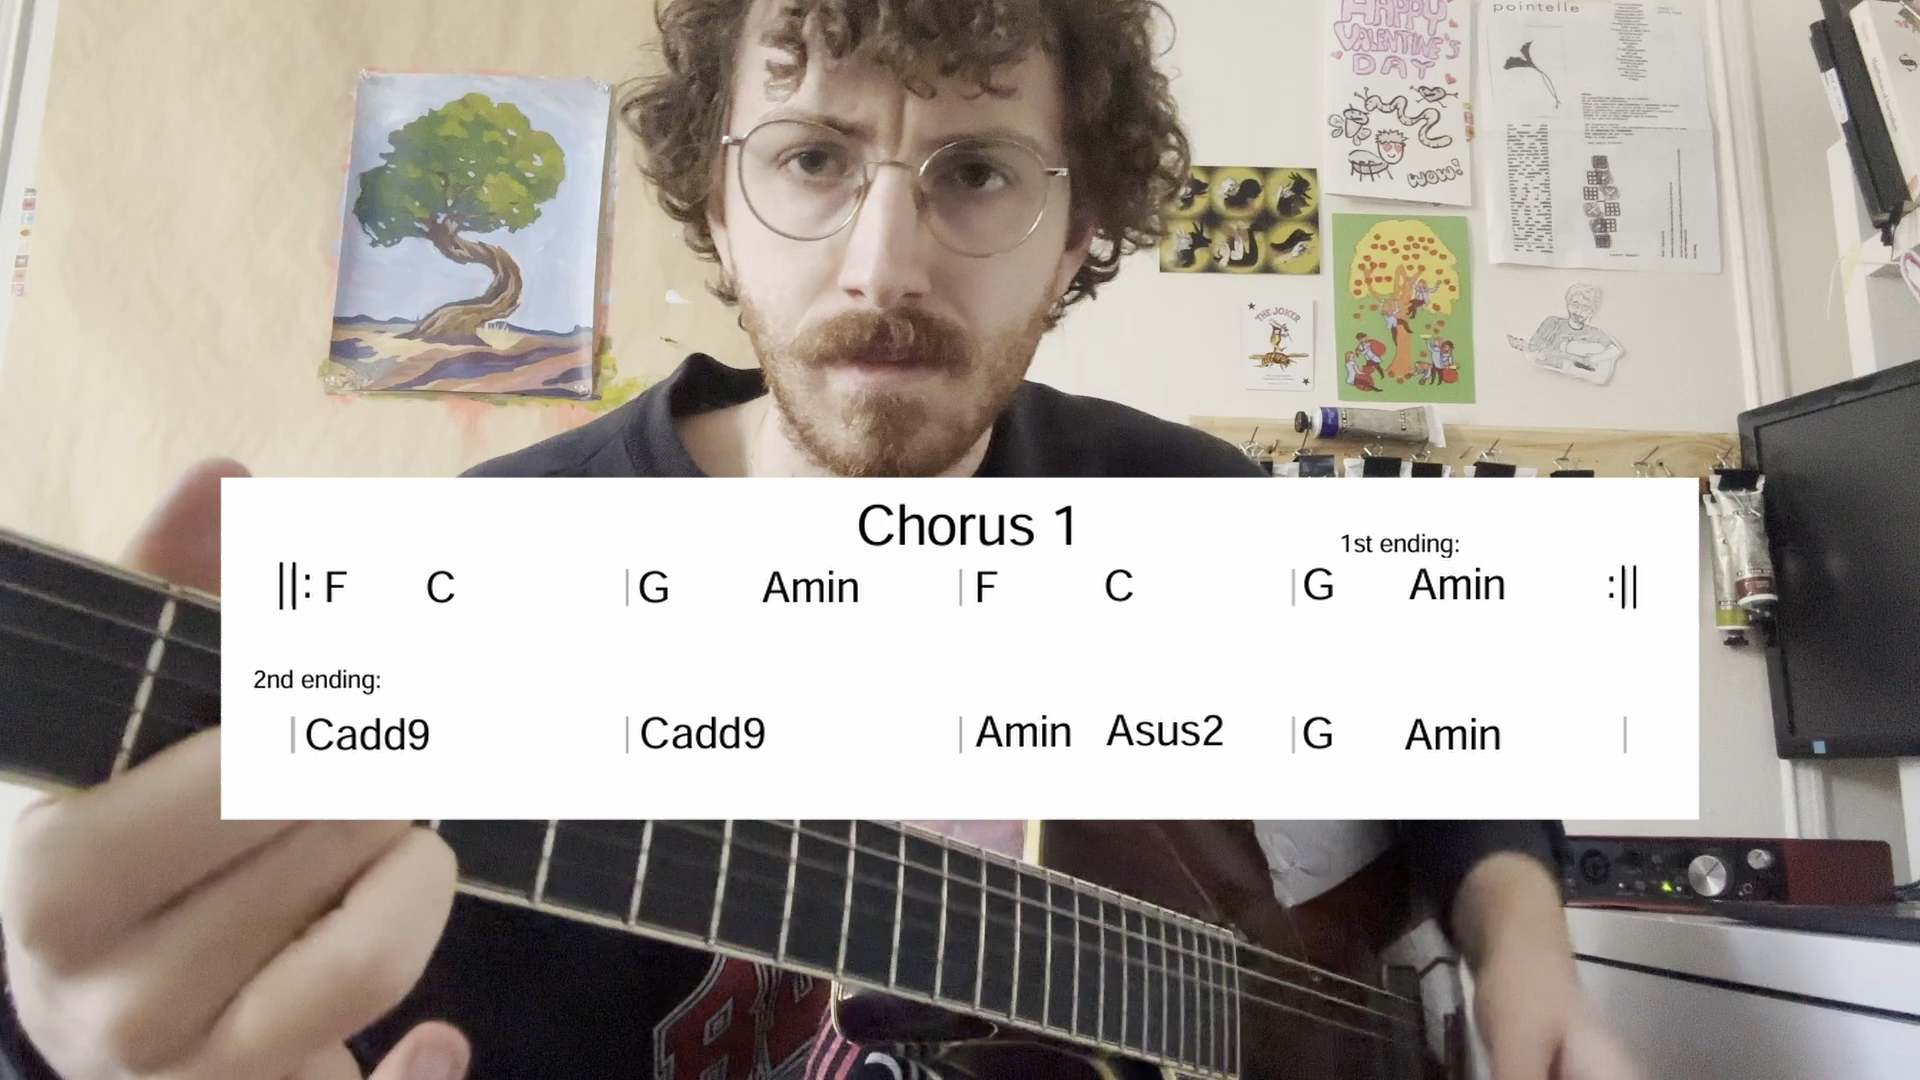 pointelle
HAPPY
VALENTINE'S
DAY
WOW!
THE JOKER
Chorus 1
1st ending:
||: F C | G Amin | F C | G Amin :||
2nd ending:
| Cadd9 | Cadd9 | Amin Asus2 | G Amin |